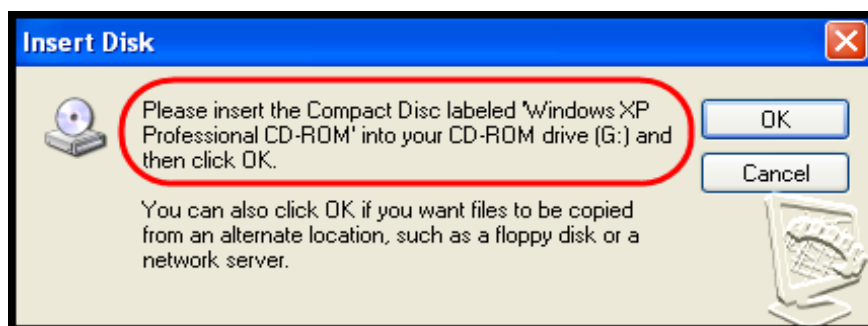 Insert Disk
Please insert the Compact Disc labeled 'Windows XP
Professional CD-ROM' into your CD-ROM drive (G:) and
then click OK.
OK
Cancel
You can also click OK if you want files to be copied
from an alternate location, such as a floppy disk or a
network server.